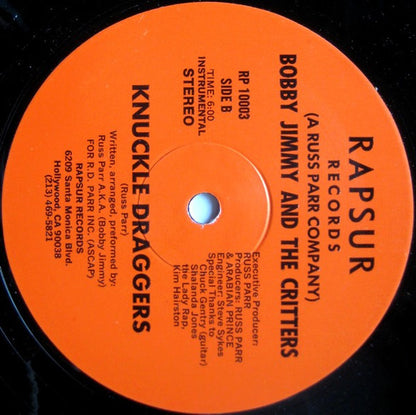 RAPSUR
RECORDS
(A RUSS PARR COMPANY)
BOBBY JIMMY AND THE CRITTERS
RP 10003
SIDE B
TIME: 6:00
INSTRUMENTAL
STEREO
Executive Producer:
RUSS PARR
Producers: RUSS PARR
& ARABIAN PRINCE
Engineer: Steve Sykes
Special Thanks to
Chuck Gentry (guitar)
Shalanda Jones
the Lady Rap.
Kim Hairston
KNUCKLE DRAGGERS
(Russ Parr)
Written, arranged, preformed by:
Russ Parr A.K.A. (Bobby Jimmy)
FOR R.D. PARR INC. (ASCAP)
RAPSUR RECORDS
6209 Santa Monica Blvd.
Hollywood, CA 90038
(213) 469-5821